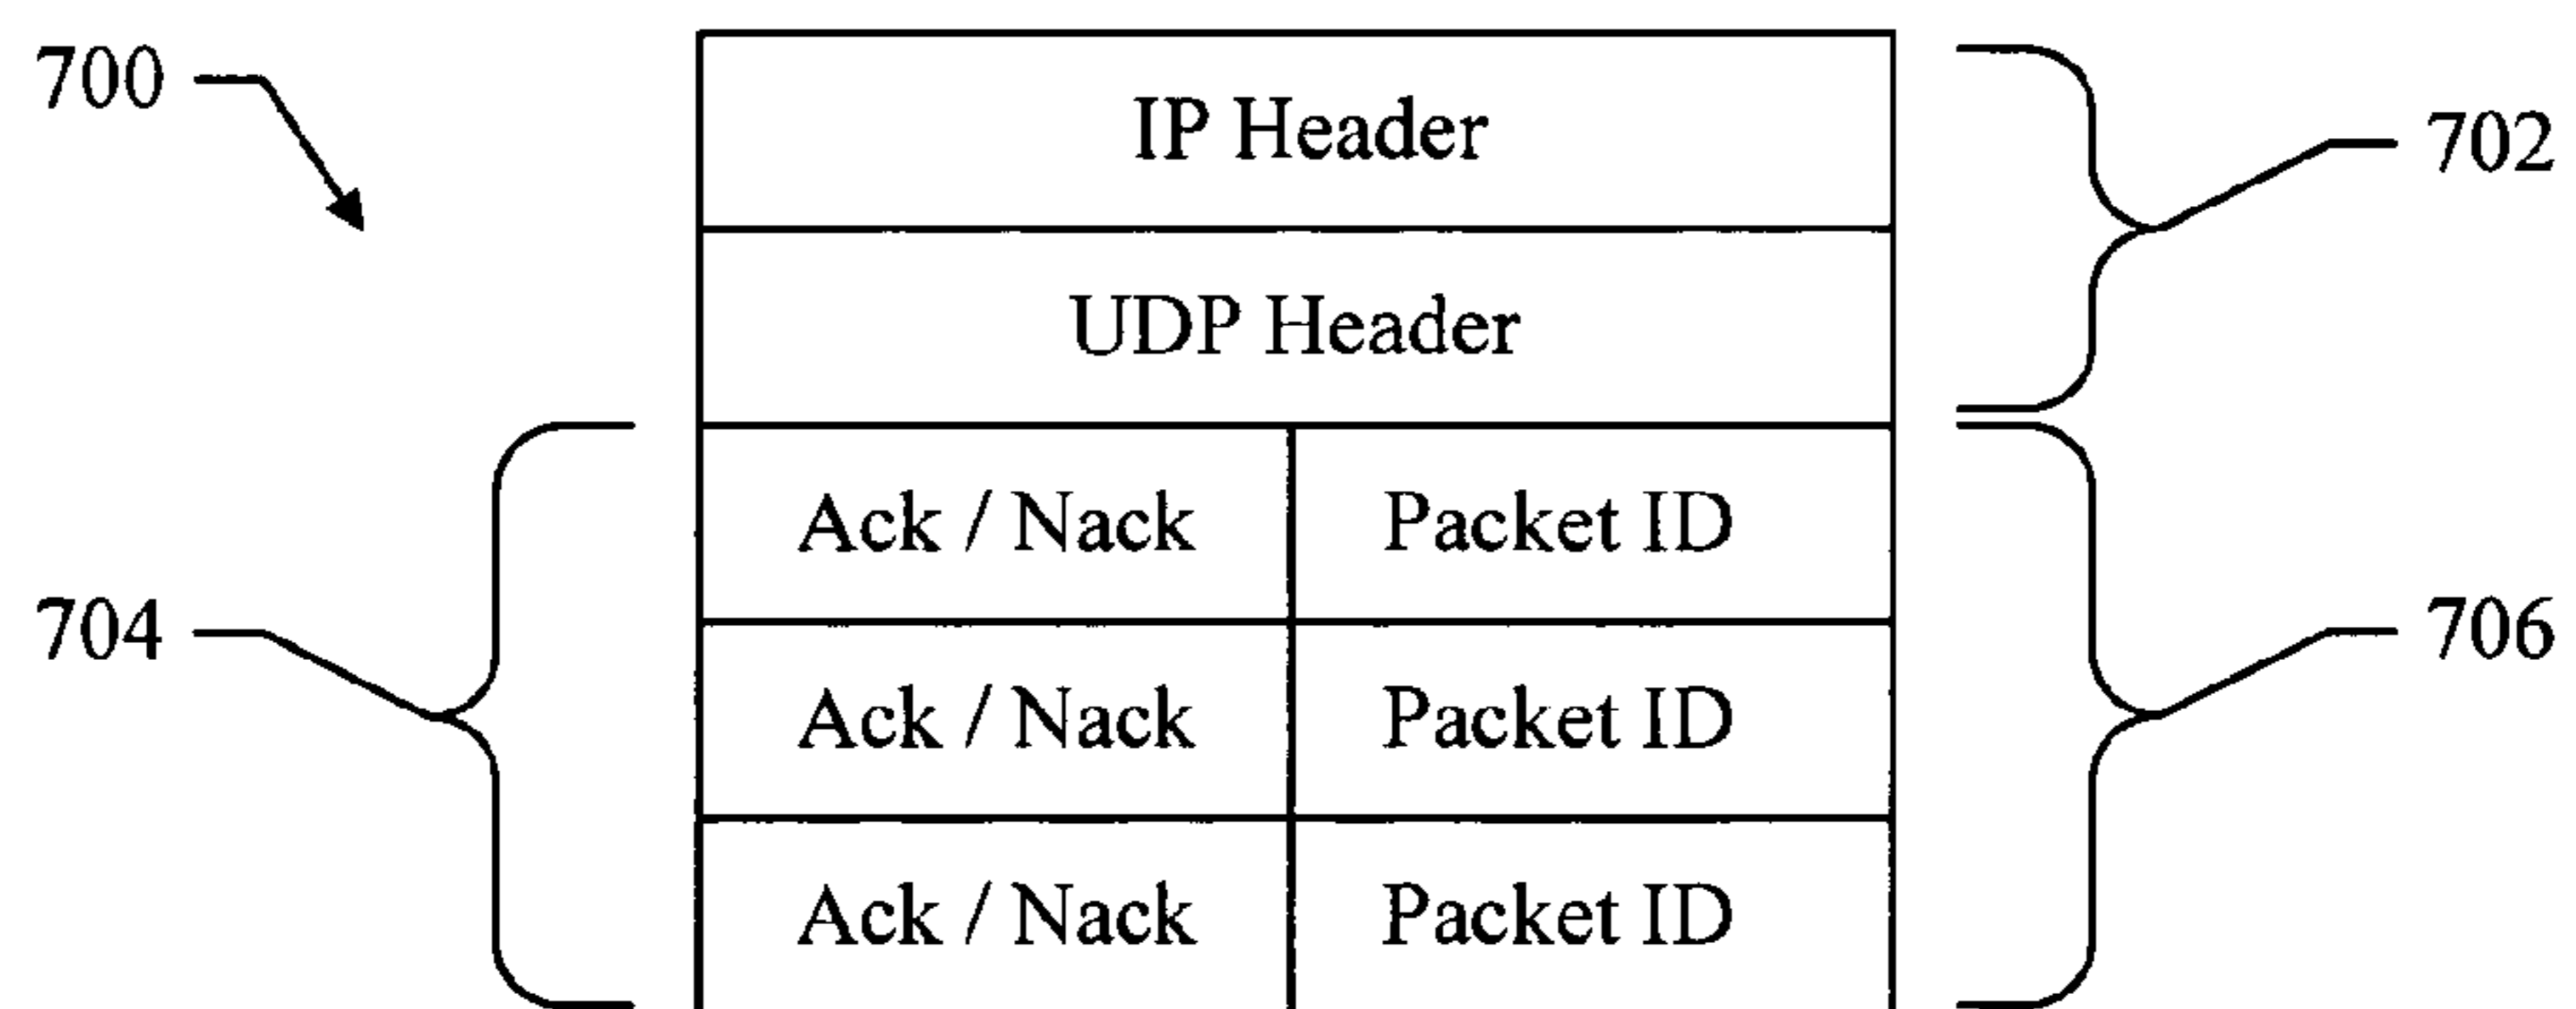 700
IP Header
702
UDP Header
Ack / Nack Packet ID
704
Ack / Nack Packet ID
706
Ack / Nack Packet ID